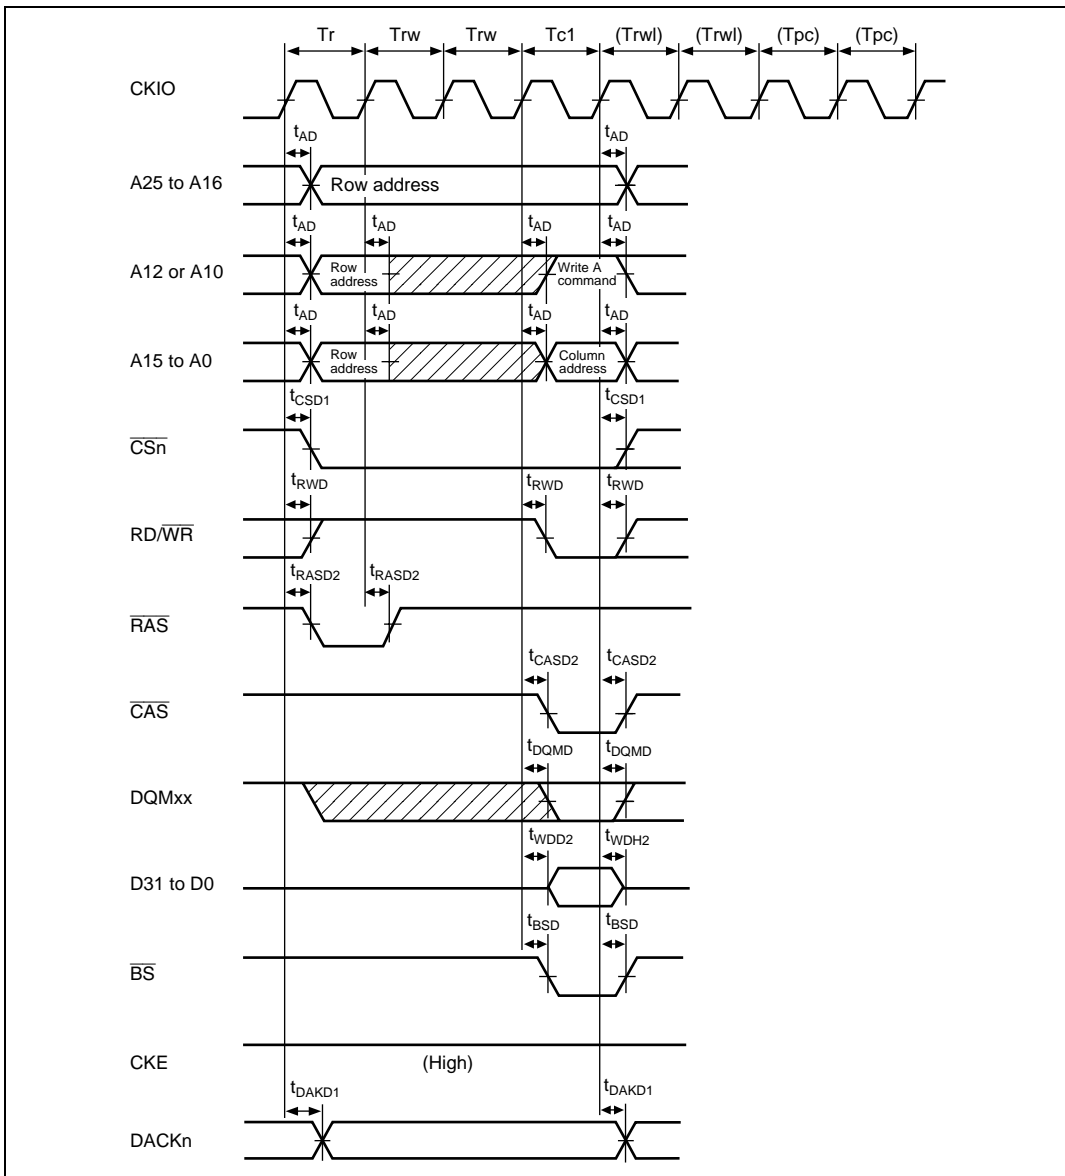 Tr Trw Trw Tc1 (Trwl) (Trwl) (Tpc) (Tpc)
CKIO
tAD tAD
A25 to A16 Row address
tAD tAD tAD tAD
A12 or A10 Row address Write A command
tAD tAD tAD tAD
A15 to A0 Row address Column address
tCSD1 tCSD1
CSn
tRWD tRWD tRWD
RD/WR
tRASD2 tRASD2
RAS
tCASD2 tCASD2
CAS
tDQMD tDQMD
DQMxx
tWDD2 tWDH2
D31 to D0
tBSD tBSD
BS
CKE (High)
tDAKD1 tDAKD1
DACKn